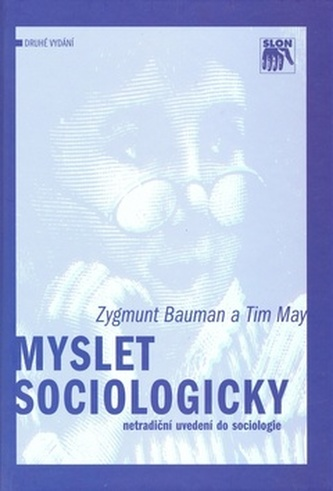 DRUHÉ VYDÁNÍ
SLON
Zygmunt Bauman a Tim May
MYSLET
SOCIOLOGICKY
netradiční uvedení do sociologie